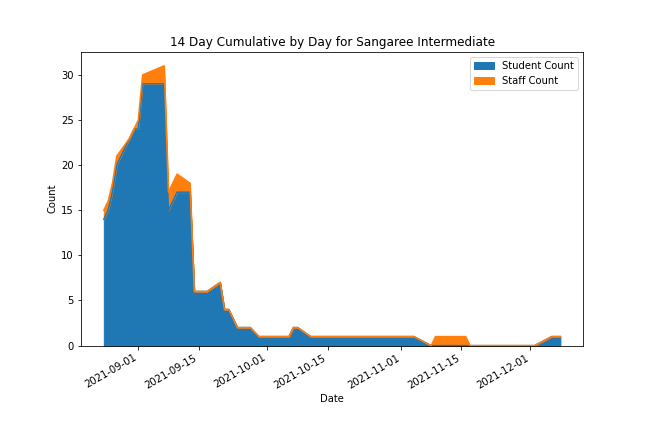 14 Day Cumulative by Day for Sangaree Intermediate
Student Count
Staff Count
30
25
20
15
10
5
0
Count
2021-09-01
2021-09-15
2021-10-01
2021-10-15
2021-11-01
2021-11-15
2021-12-01
Date